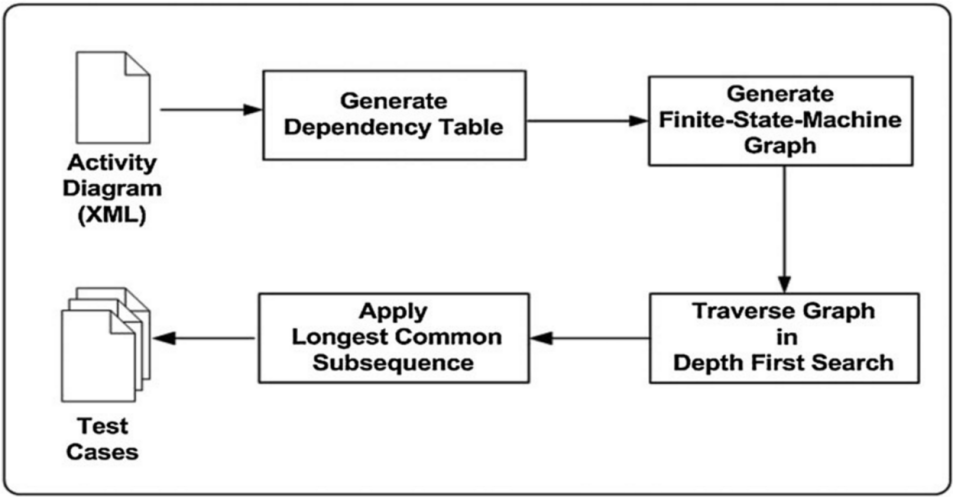 Activity
Diagram
(XML)
Generate
Dependency Table
Generate
Finite-State-Machine
Graph
Traverse Graph
in
Depth First Search
Apply
Longest Common
Subsequence
Test
Cases